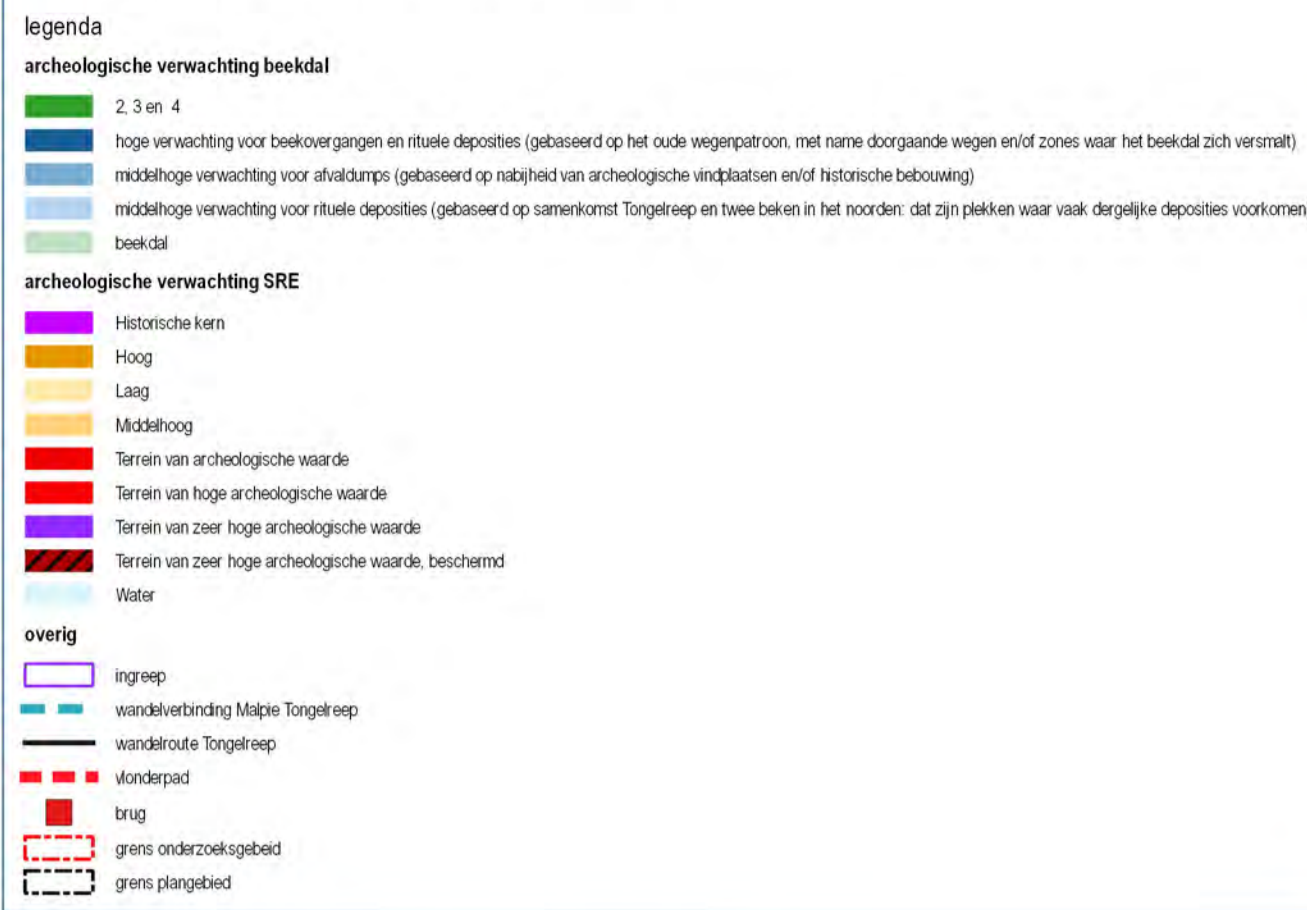 legenda
archeologische verwachting beekdal
2, 3 en 4
hoge verwachting voor beekovergangen en rituele deposities (gebaseerd op het oude wegenpatroon, met name doorgaande wegen en/of zones waar het beekdal zich versmalt)
middelhoge verwachting voor afvaldumps (gebaseerd op nabijheid van archeologische vindplaatsen en/of historische bebouwing)
middelhoge verwachting voor rituele deposities (gebaseerd op samenkomst Tongelreep en twee beken in het noorden: dat zijn plekken waar vaak dergelijke deposities voorkomen
beekdal
archeologische verwachting SRE
Historische kern
Hoog
Laag
Middelhoog
Terrein van archeologische waarde
Terrein van hoge archeologische waarde
Terrein van zeer hoge archeologische waarde
Terrein van zeer hoge archeologische waarde, beschermd
Water
overig
ingreep
wandelverbinding Malpie Tongelreep
wandelroute Tongelreep
vlonderpad
brug
grens onderzoeksgebeid
grens plangebied